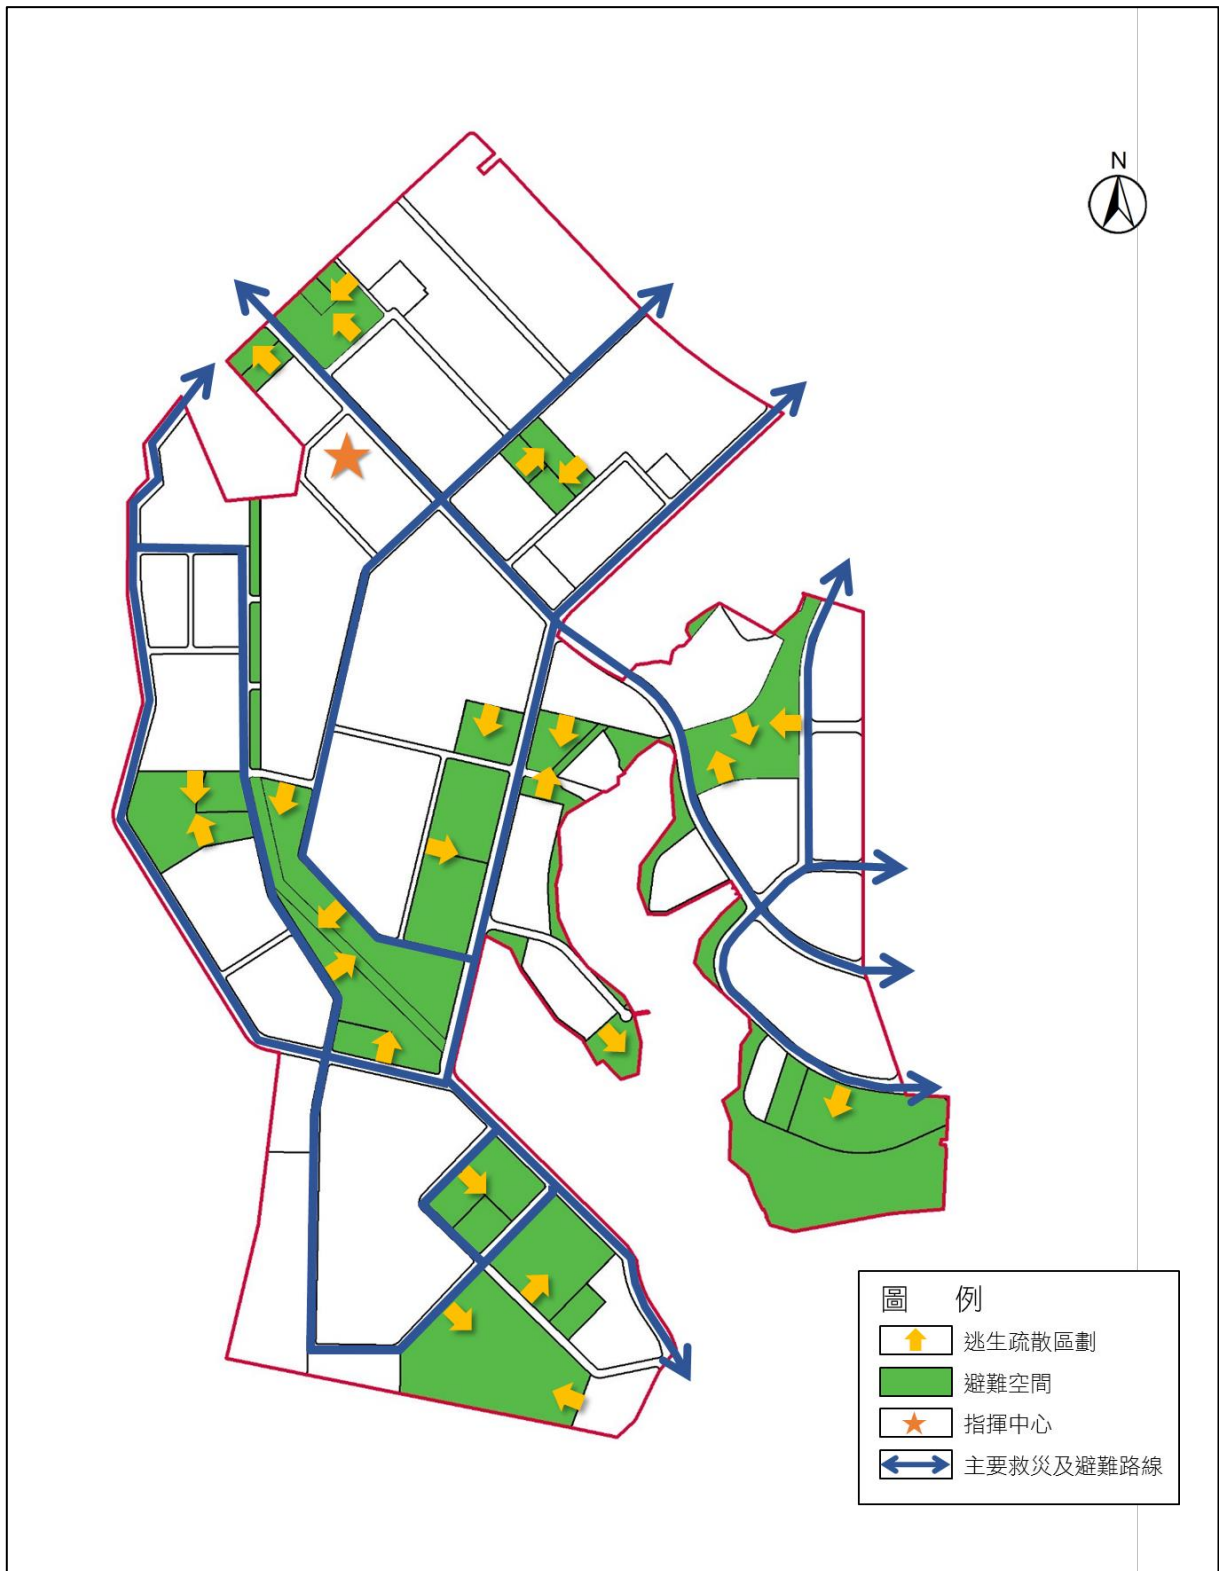 N
圖 例
逃生疏散區劃
避難空間
指揮中心
主要救災及避難路線